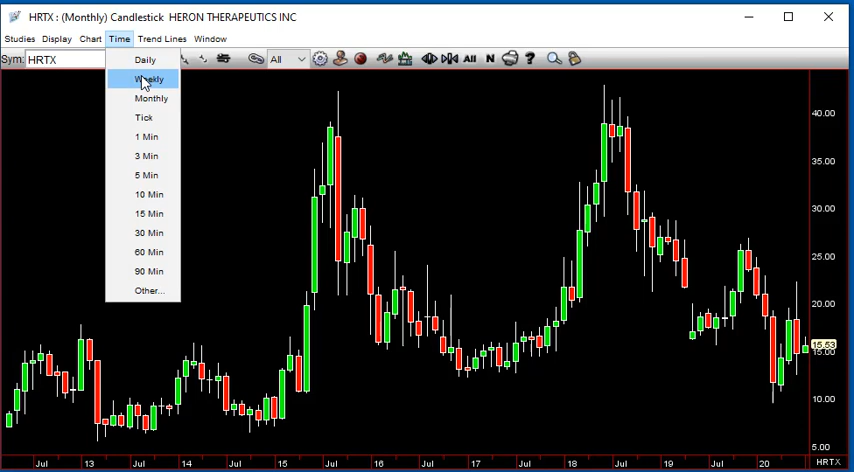 HRTX : (Monthly) Candlestick HERON THERAPEUTICS INC
Studies Display Chart Time Trend Lines Window
Sym: HRTX All All N ?
Daily
Weekly
Monthly
Tick
1 Min
3 Min
5 Min
10 Min
15 Min
30 Min
60 Min
90 Min
Other...
40.00
35.00
30.00
25.00
20.00
15.53
15.00
10.00
5.00
Jul 13 Jul 14 Jul 15 Jul 16 Jul 17 Jul 18 Jul 19 Jul 20 HRTX